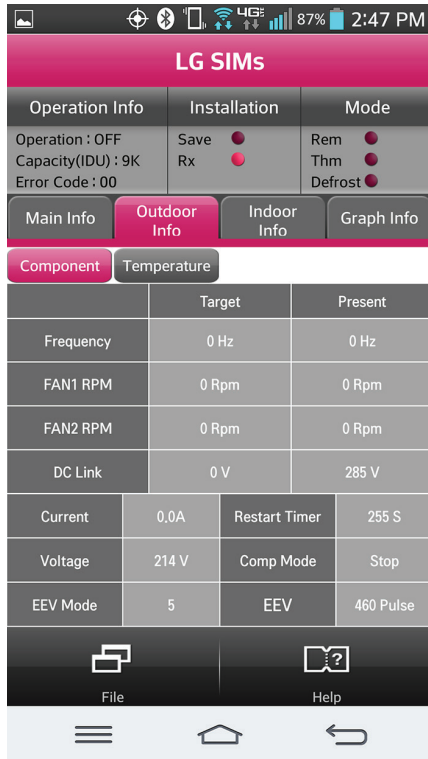 4GE 87% 2:47 PM
LG SIMs
Operation Info Installation Mode
Operation : OFF Save Rem
Capacity(IDU) : 9K Rx Thm
Error Code : 00 Defrost
Main Info Outdoor Info Indoor Info Graph Info
Component Temperature
Target Present
Frequency 0 Hz 0 Hz
FAN1 RPM 0 Rpm 0 Rpm
FAN2 RPM 0 Rpm 0 Rpm
DC Link 0 V 285 V
Current 0.0A Restart Timer 255 S
Voltage 214 V Comp Mode Stop
EEV Mode 5 EEV 460 Pulse
?
File Help